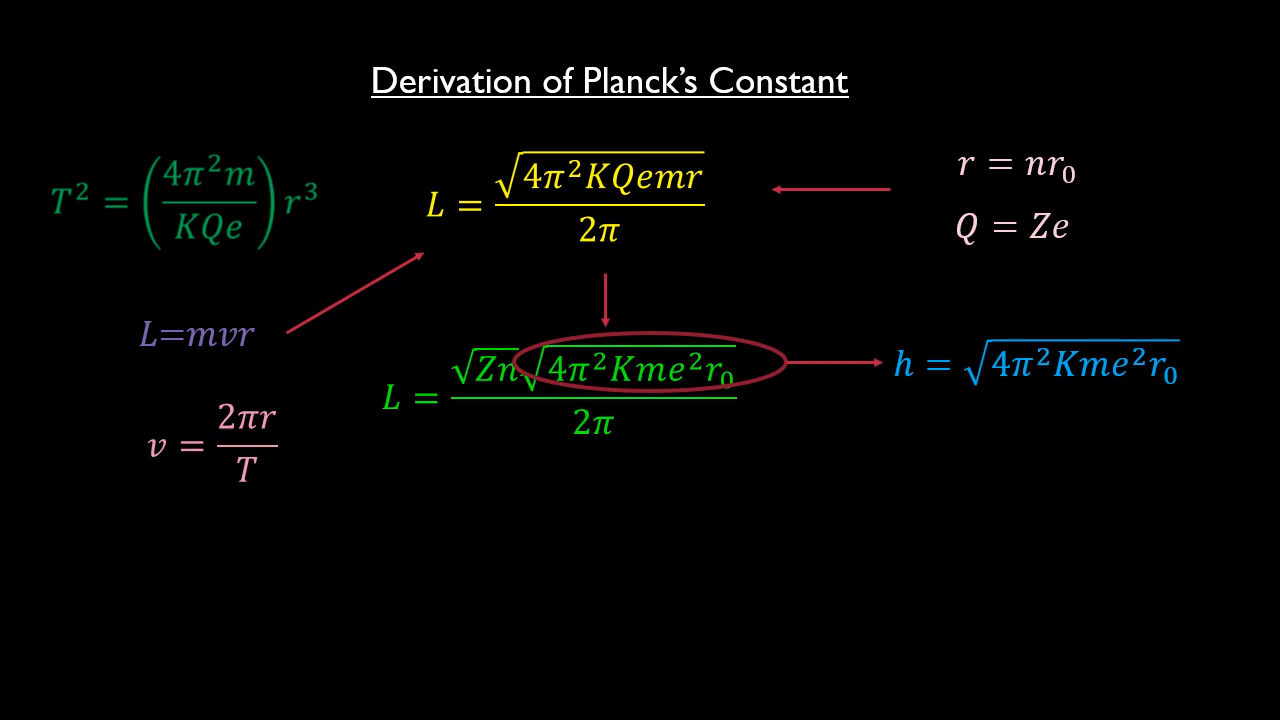 Derivation of Planck's Constant
T² = (4π²m / KQe) r³
L = √(4π²KQemr) / 2π
r = nr₀
Q = Ze
L=mvr
L = √(Zn)√(4π²Kme²r₀) / 2π
h = √(4π²Kme²r₀)
v = 2πr / T